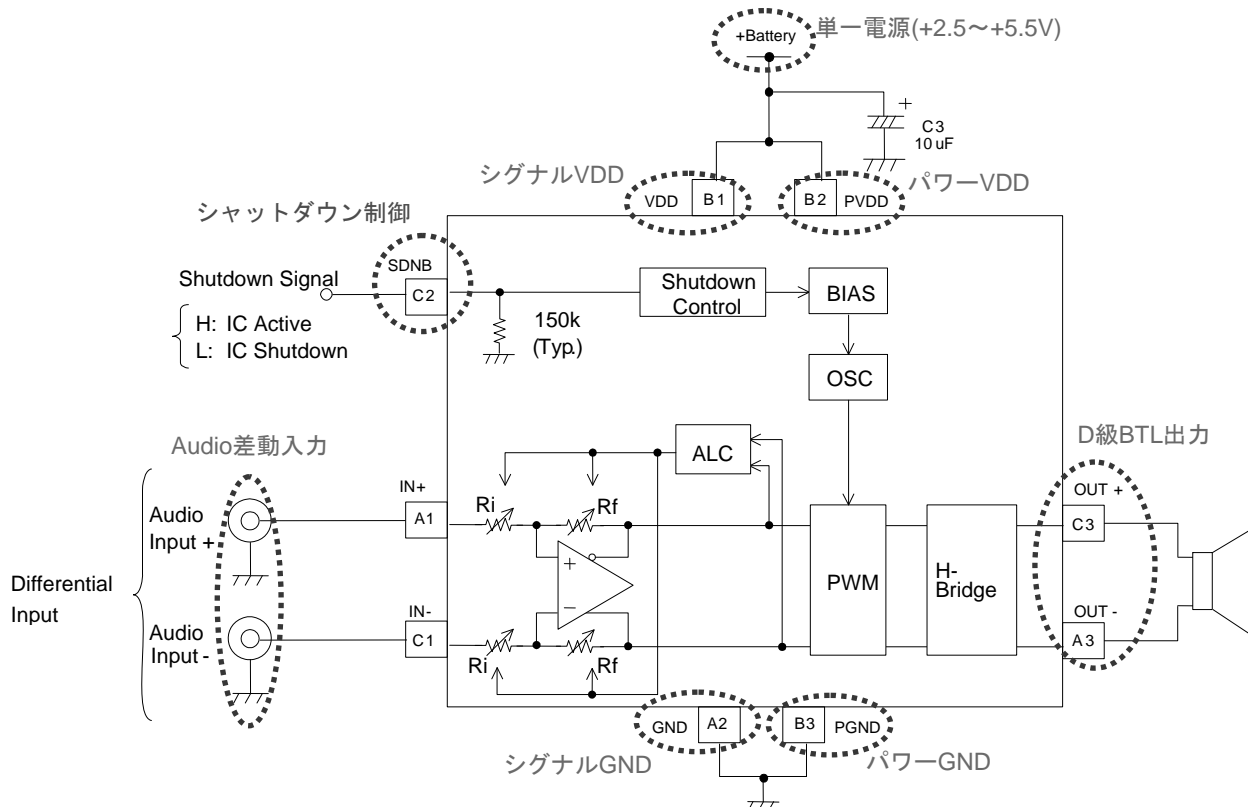 単一電源(+2.5～+5.5V)
+Battery
+
C3
10 uF
シグナルVDD
パワーVDD
VDD
B1
B2
PVDD
シャットダウン制御
SDNB
Shutdown Signal
C2
H: IC Active
L: IC Shutdown
150k
(Typ.)
Shutdown
Control
BIAS
OSC
Audio差動入力
ALC
D級BTL出力
IN+
Ri
Rf
OUT +
Audio
Input +
A1
C3
Differential
Input
+
−
PWM
H-
Bridge
IN-
OUT -
Audio
Input -
C1
A3
Ri
Rf
GND
A2
B3
PGND
シグナルGND
パワーGND